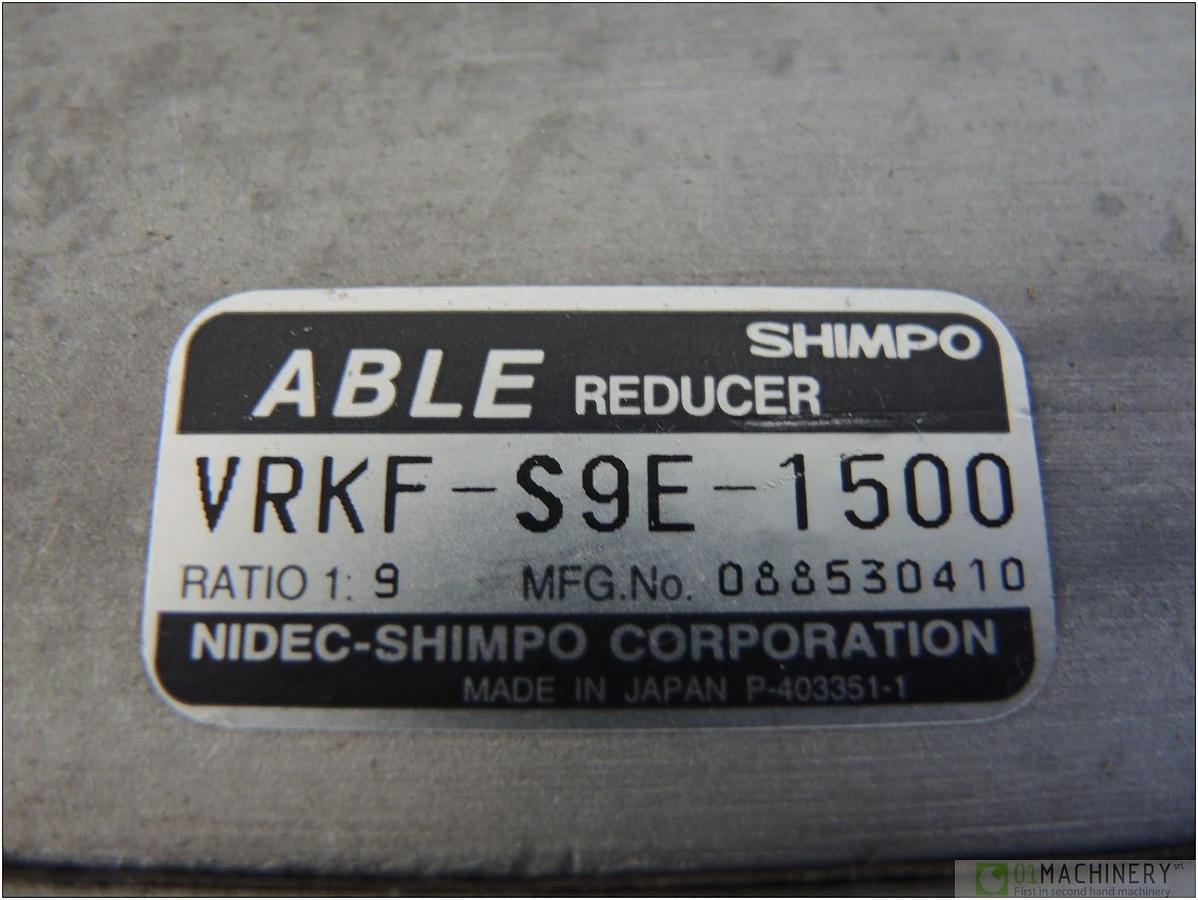 SHIMPO
ABLE REDUCER
VRKF-S9E-1500
RATIO 1: 9 MFG.No. 088530410
NIDEC-SHIMPO CORPORATION
MADE IN JAPAN P-403351-1
01MACHINERY srl
First in second hand machinery